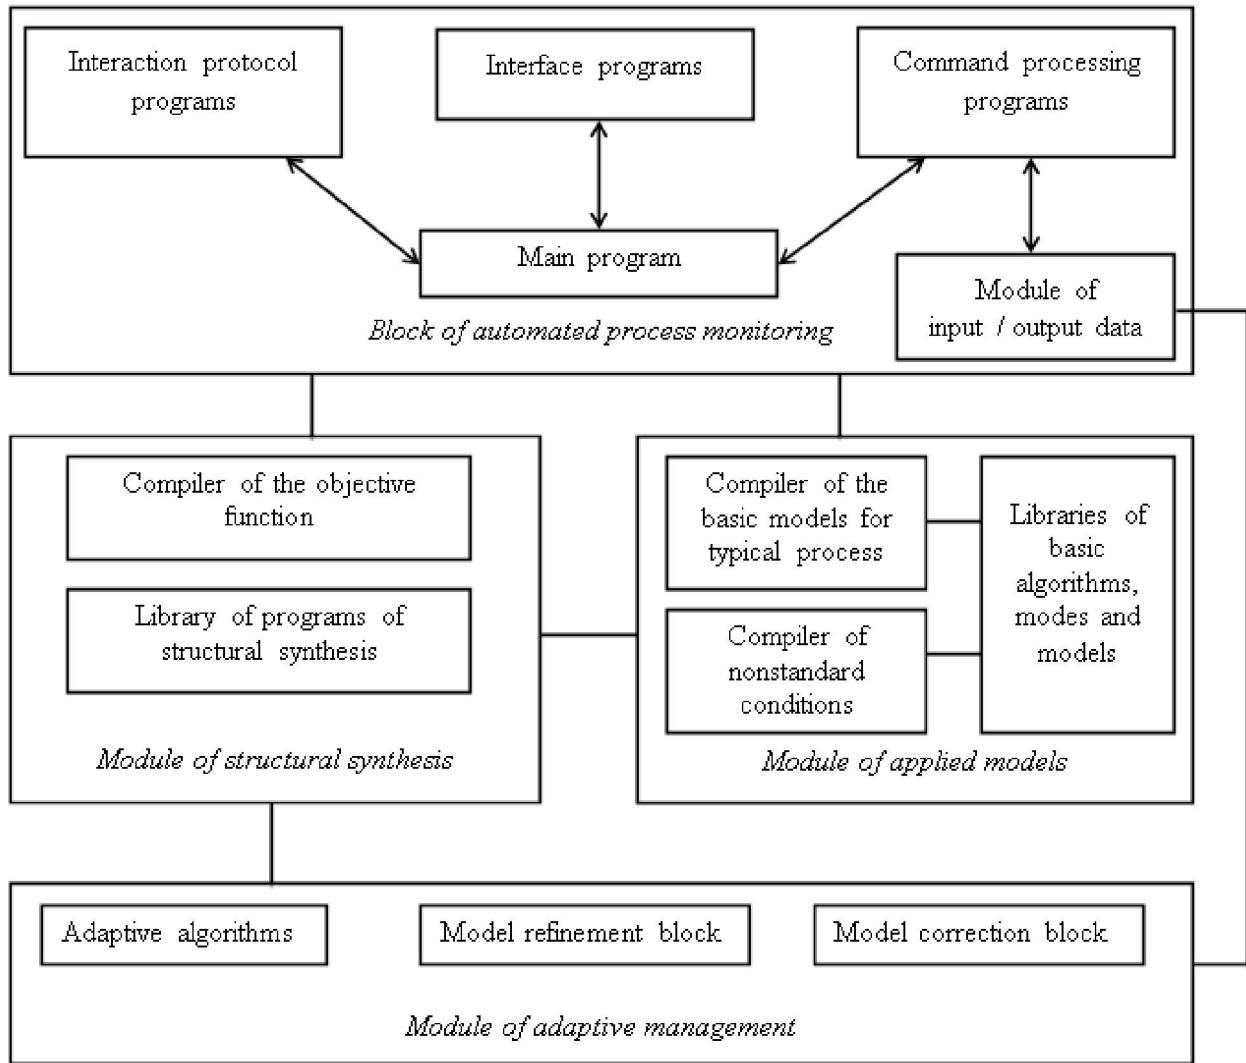 Interaction protocol
programs
Interface programs
Command processing
programs
Main program
Module of
input / output data
Block of automated process monitoring
Compiler of the objective
function
Library of programs of
structural synthesis
Module of structural synthesis
Compiler of the
basic models for
typical process
Compiler of
nonstandard
conditions
Libraries of
basic
algorithms,
modes and
models
Module of applied models
Adaptive algorithms
Model refinement block
Model correction block
Module of adaptive management